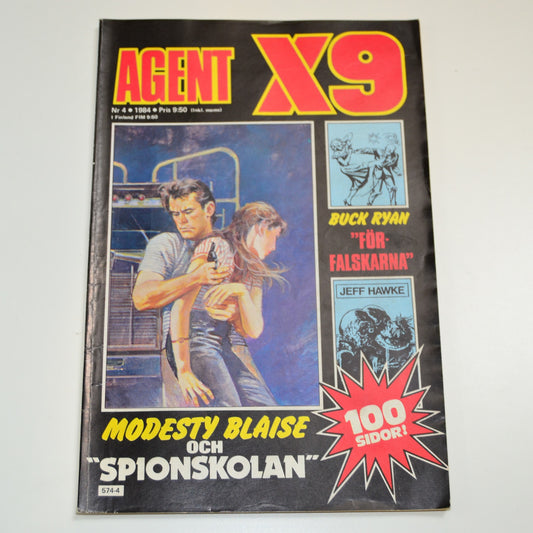 AGENT X9
Nr 4 • 1984 • Pris 9:50 (Inkl. moms)
I Finland FIM 9:60
BUCK RYAN
"FÖR-
FALSKARNA"
JEFF HAWKE
100
SIDOR!
MODESTY BLAISE
OCH
"SPIONSKOLAN"
574-4